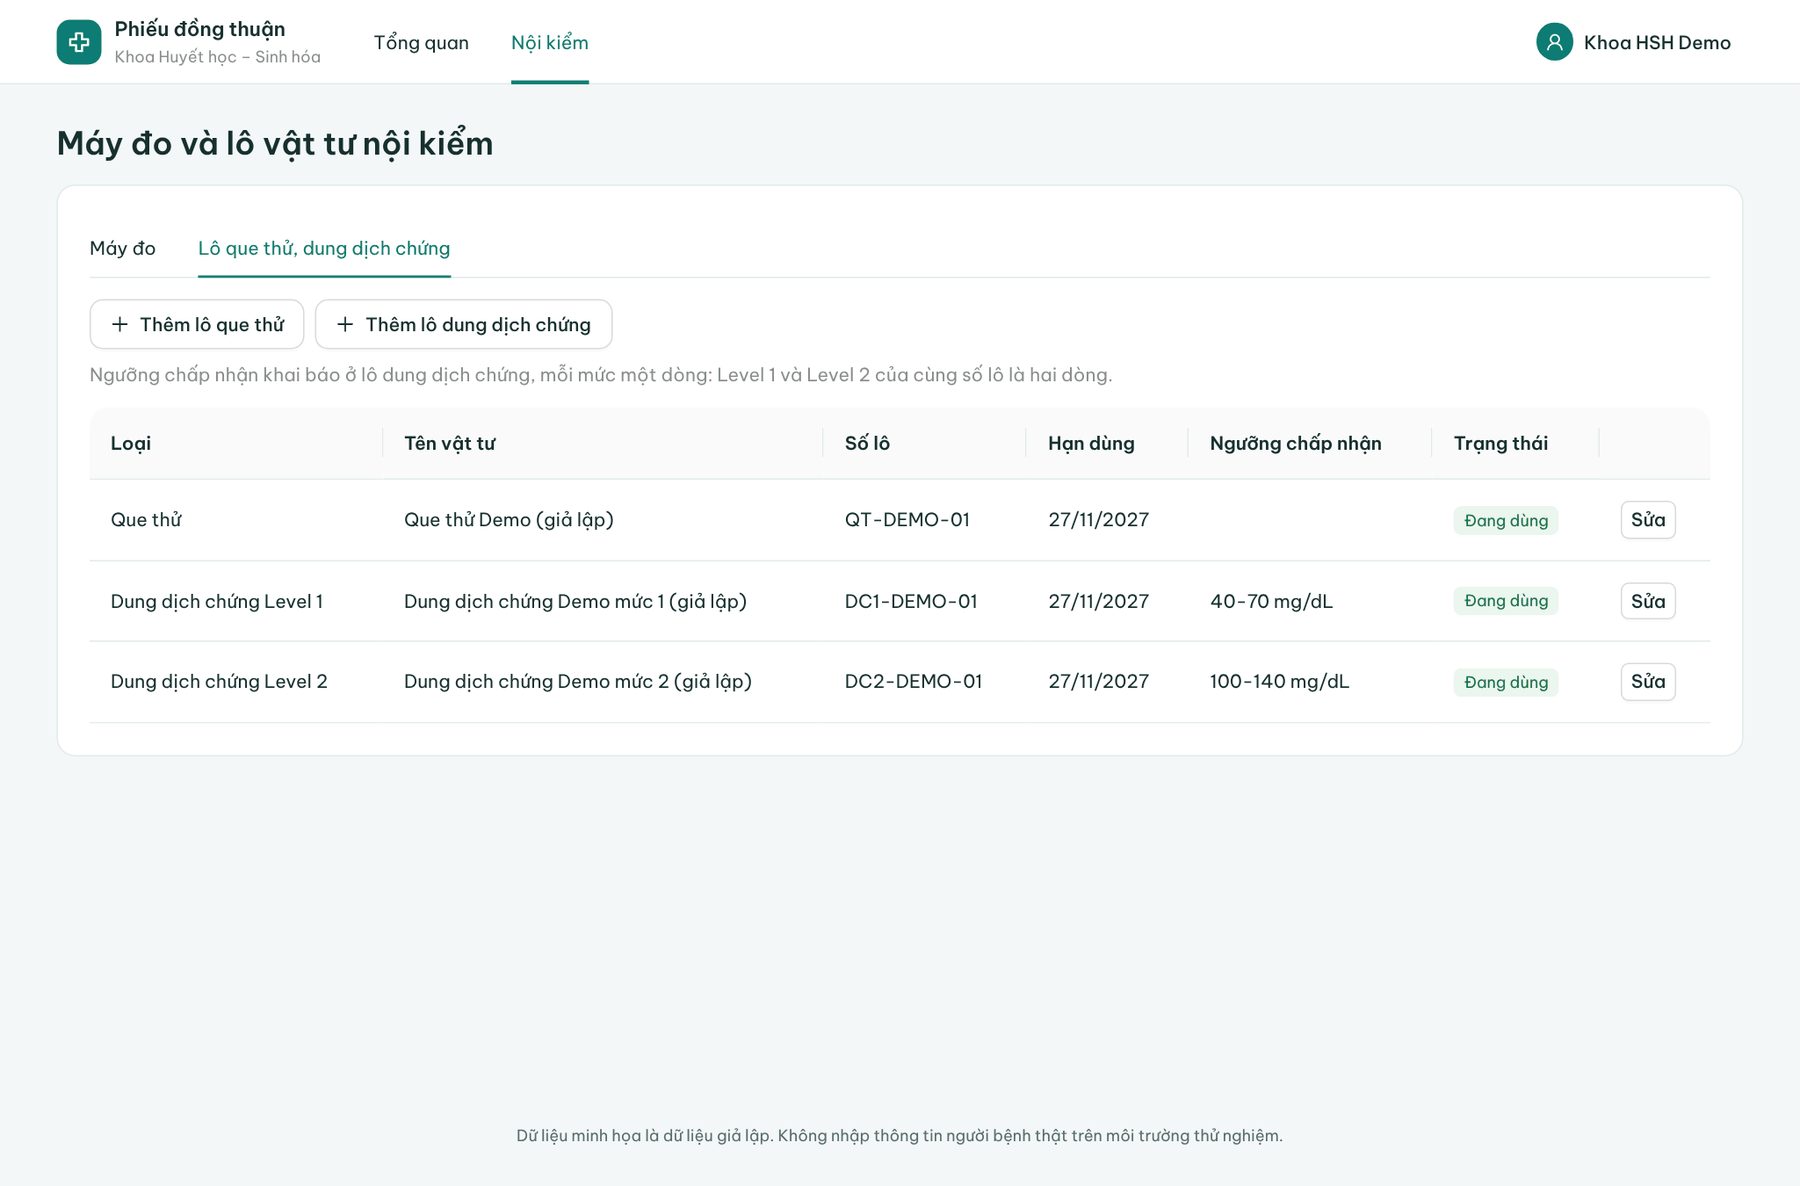 Phiếu đồng thuận
Khoa Huyết học – Sinh hóa
Tổng quan
Nội kiểm
Khoa HSH Demo
Máy đo và lô vật tư nội kiểm
Máy đo
Lô que thử, dung dịch chứng
+ Thêm lô que thử
+ Thêm lô dung dịch chứng
Ngưỡng chấp nhận khai báo ở lô dung dịch chứng, mỗi mức một dòng: Level 1 và Level 2 của cùng số lô là hai dòng.
Loại Tên vật tư Số lô Hạn dùng Ngưỡng chấp nhận Trạng thái
Que thử Que thử Demo (giả lập) QT-DEMO-01 27/11/2027 Đang dùng Sửa
Dung dịch chứng Level 1 Dung dịch chứng Demo mức 1 (giả lập) DC1-DEMO-01 27/11/2027 40-70 mg/dL Đang dùng Sửa
Dung dịch chứng Level 2 Dung dịch chứng Demo mức 2 (giả lập) DC2-DEMO-01 27/11/2027 100-140 mg/dL Đang dùng Sửa
Dữ liệu minh họa là dữ liệu giả lập. Không nhập thông tin người bệnh thật trên môi trường thử nghiệm.